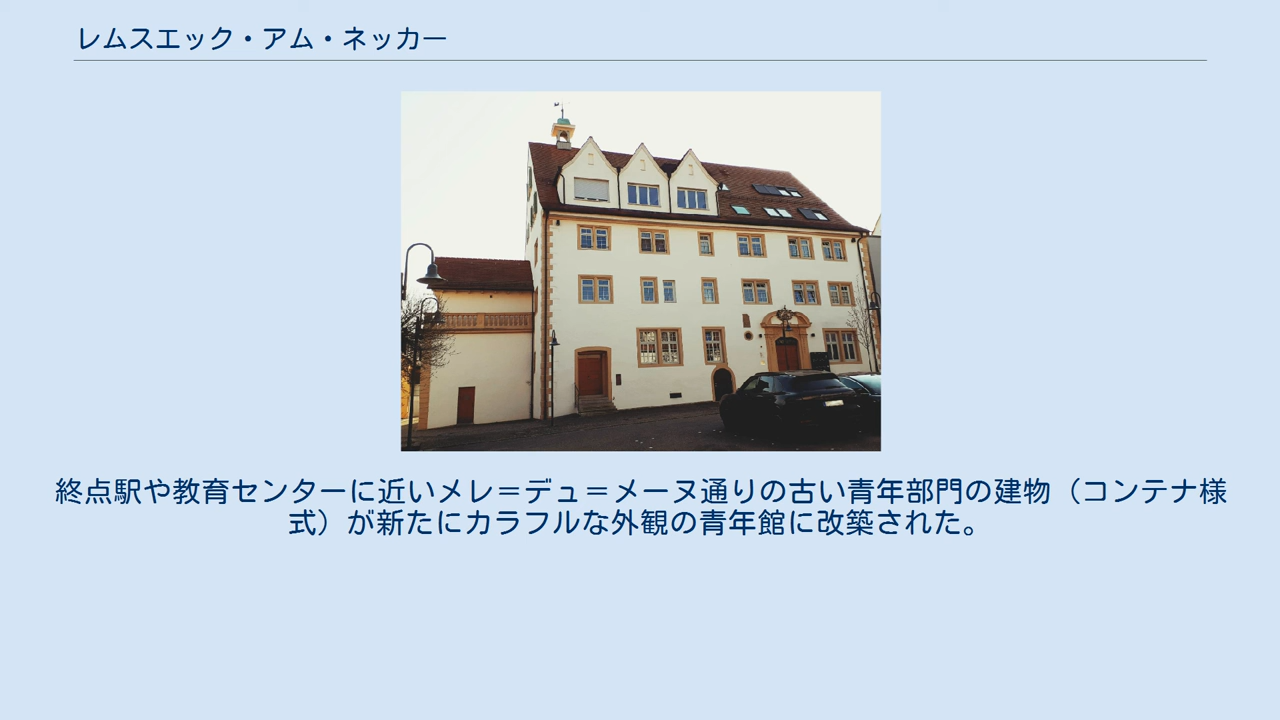 レムスエック・アム・ネッカー
終点駅や教育センターに近いメレ＝デュ＝メーヌ通りの古い青年部門の建物（コンテナ様
式）が新たにカラフルな外観の青年館に改築された。